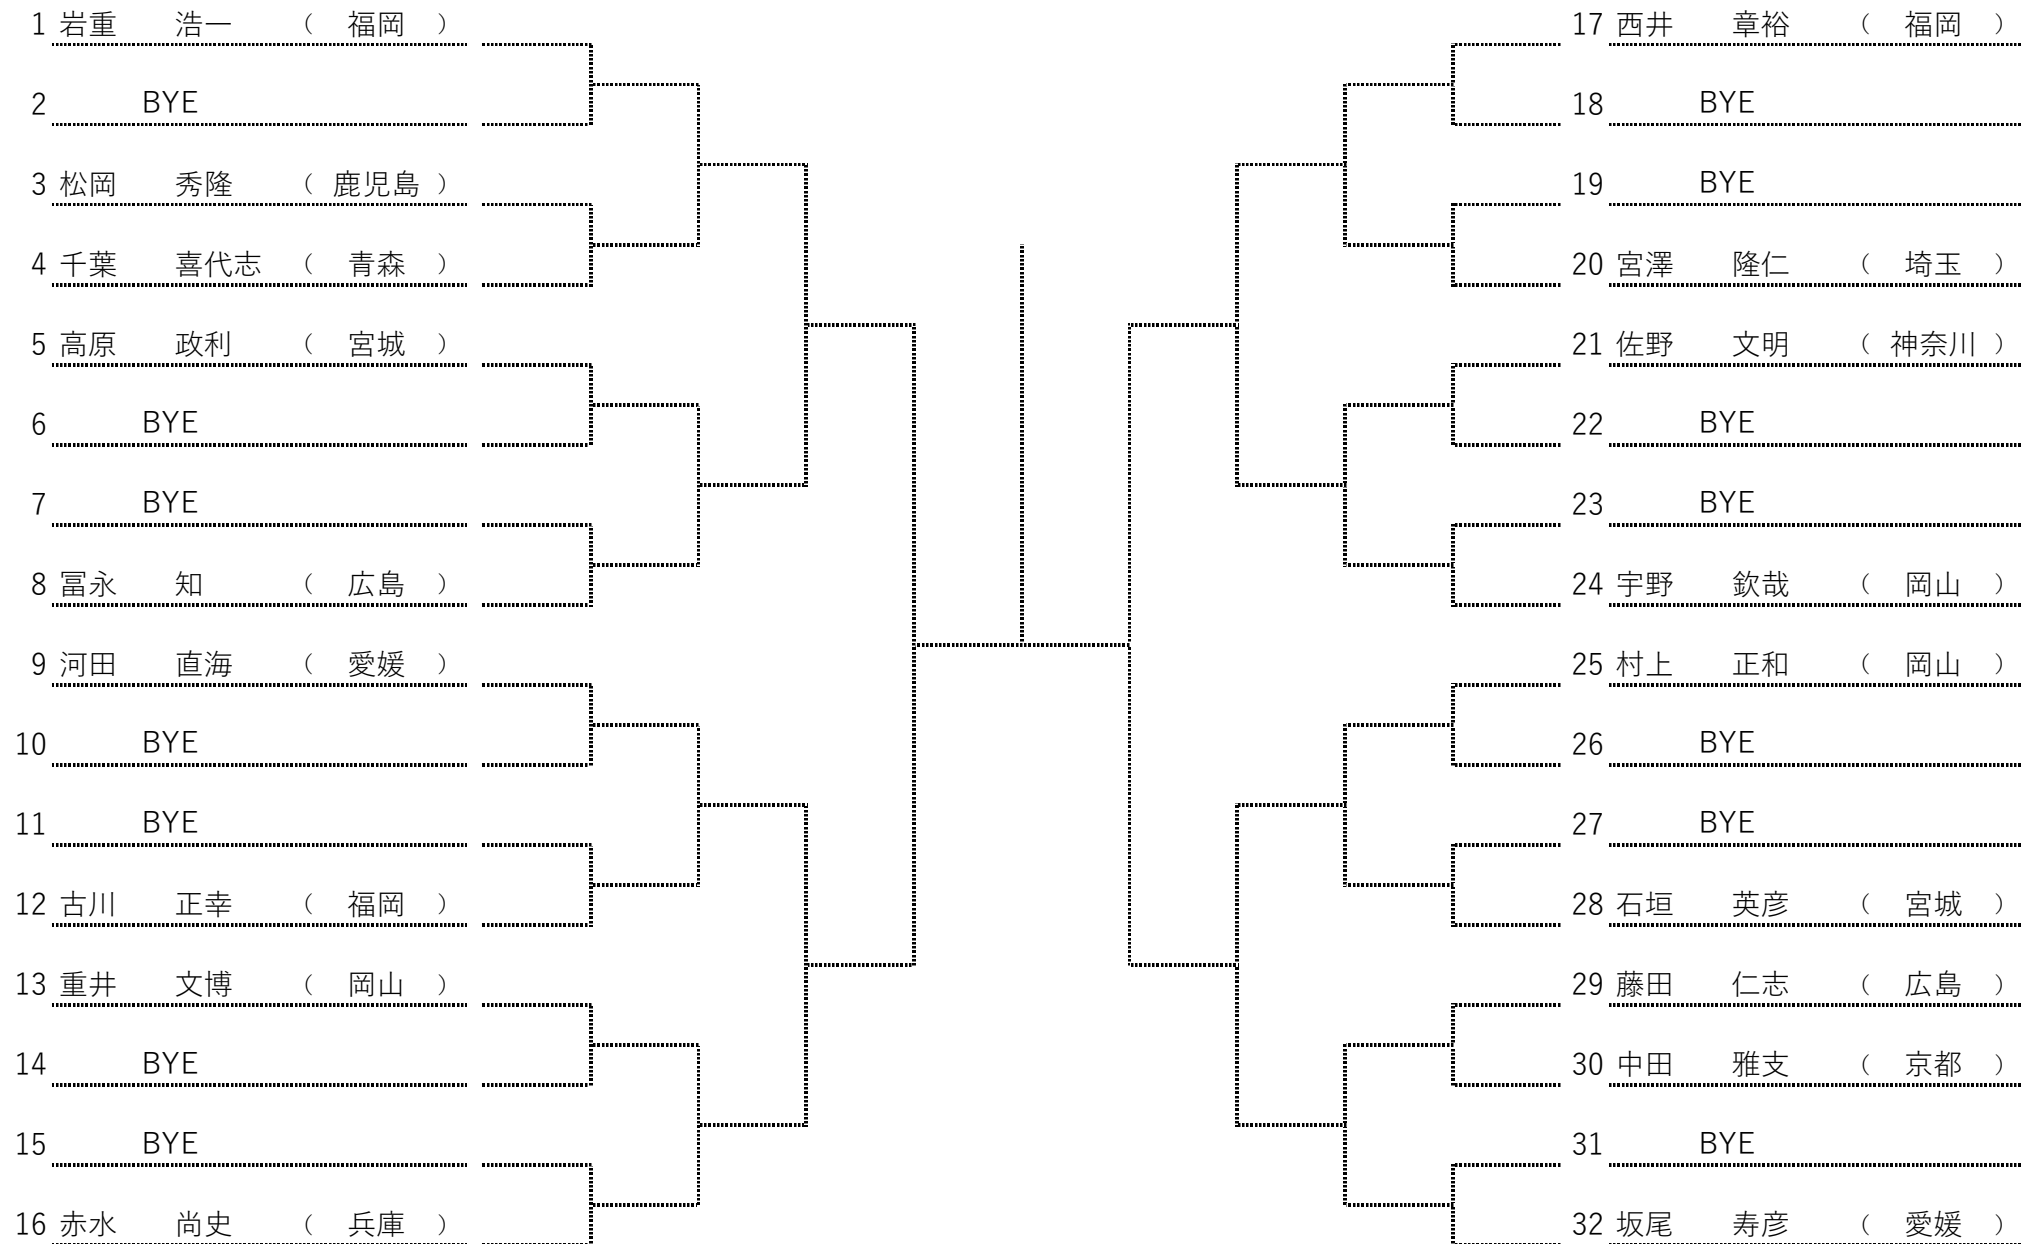 1 岩重 浩一 ( 福岡 )
2 BYE
3 松岡 秀隆 ( 鹿児島 )
4 千葉 喜代志 ( 青森 )
5 高原 政利 ( 宮城 )
6 BYE
7 BYE
8 冨永 知 ( 広島 )
9 河田 直海 ( 愛媛 )
10 BYE
11 BYE
12 古川 正幸 ( 福岡 )
13 重井 文博 ( 岡山 )
14 BYE
15 BYE
16 赤水 尚史 ( 兵庫 )
17 西井 章裕 ( 福岡 )
18 BYE
19 BYE
20 宮澤 隆仁 ( 埼玉 )
21 佐野 文明 ( 神奈川 )
22 BYE
23 BYE
24 宇野 欽哉 ( 岡山 )
25 村上 正和 ( 岡山 )
26 BYE
27 BYE
28 石垣 英彦 ( 宮城 )
29 藤田 仁志 ( 広島 )
30 中田 雅支 ( 京都 )
31 BYE
32 坂尾 寿彦 ( 愛媛 )